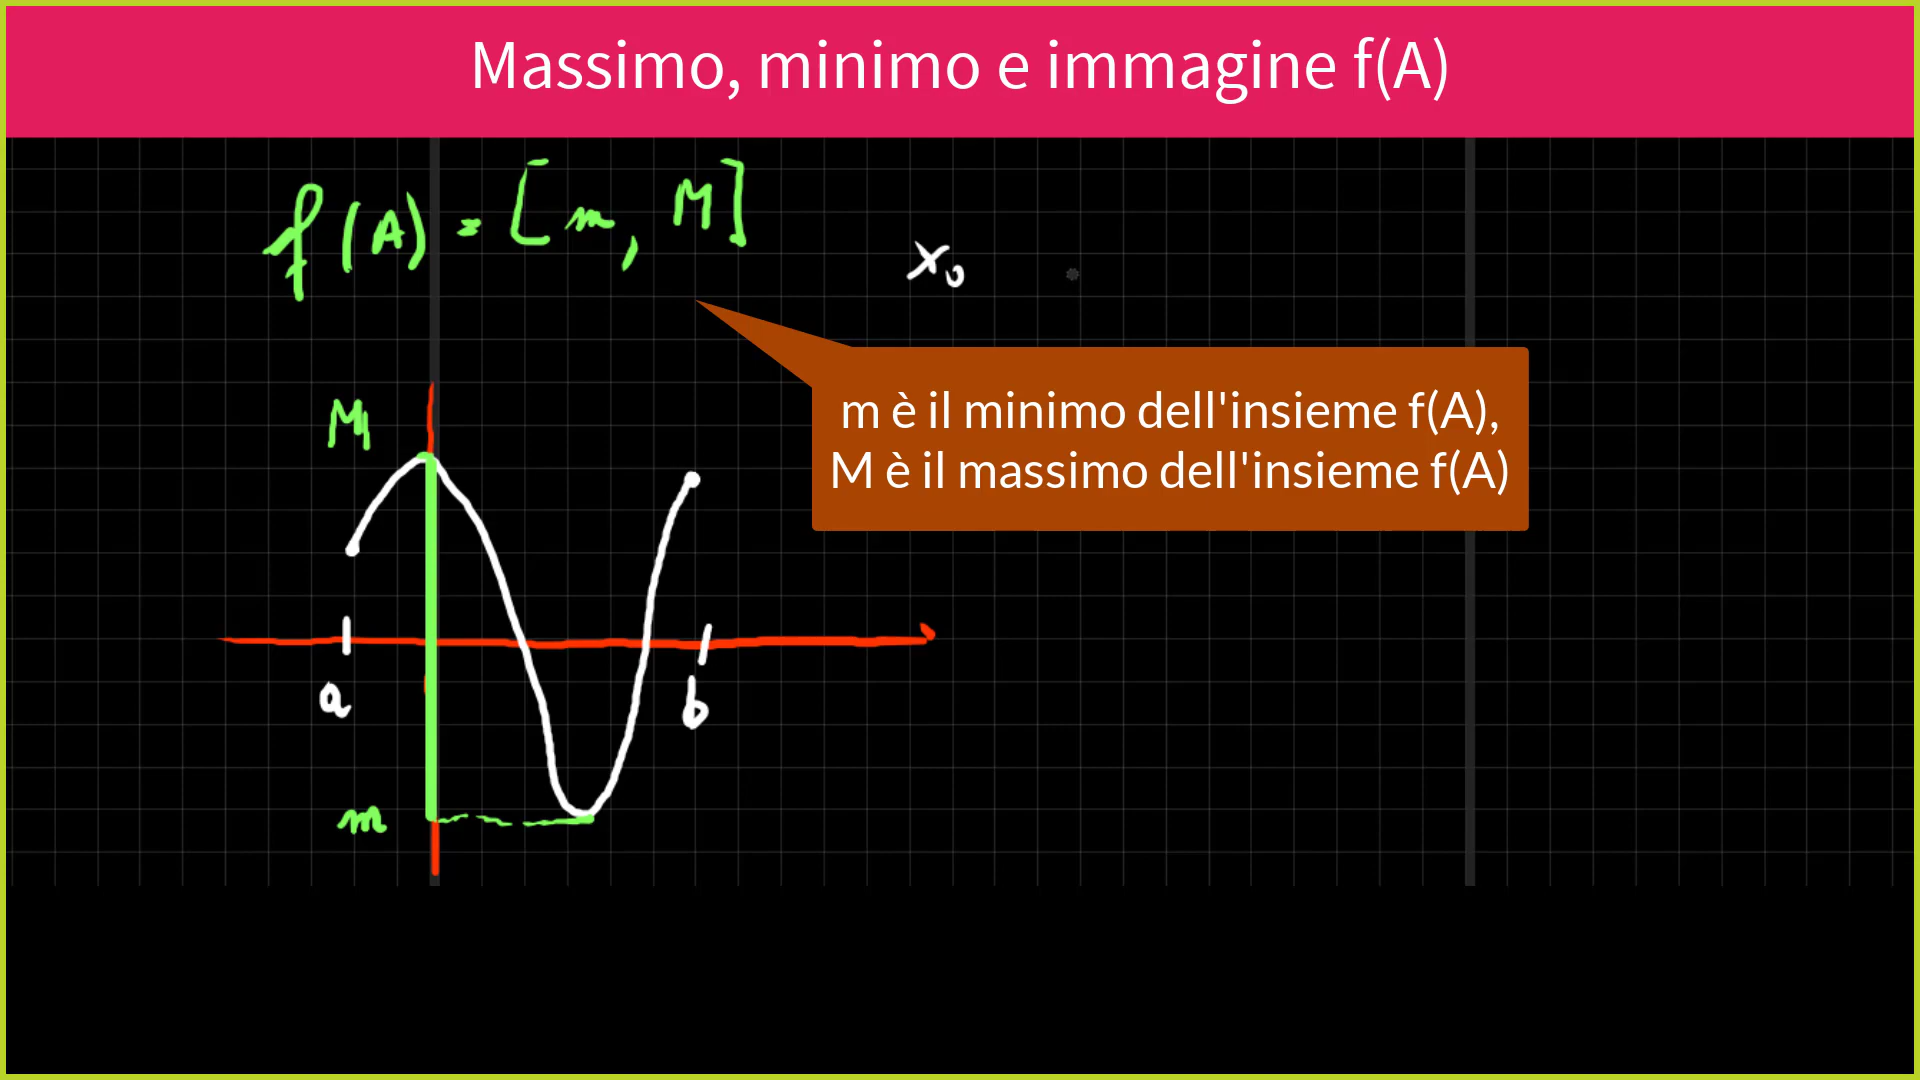 Massimo, minimo e immagine f(A)
f(A) = [m, M]
x₀
m è il minimo dell'insieme f(A),
M è il massimo dell'insieme f(A)
M
a
b
m